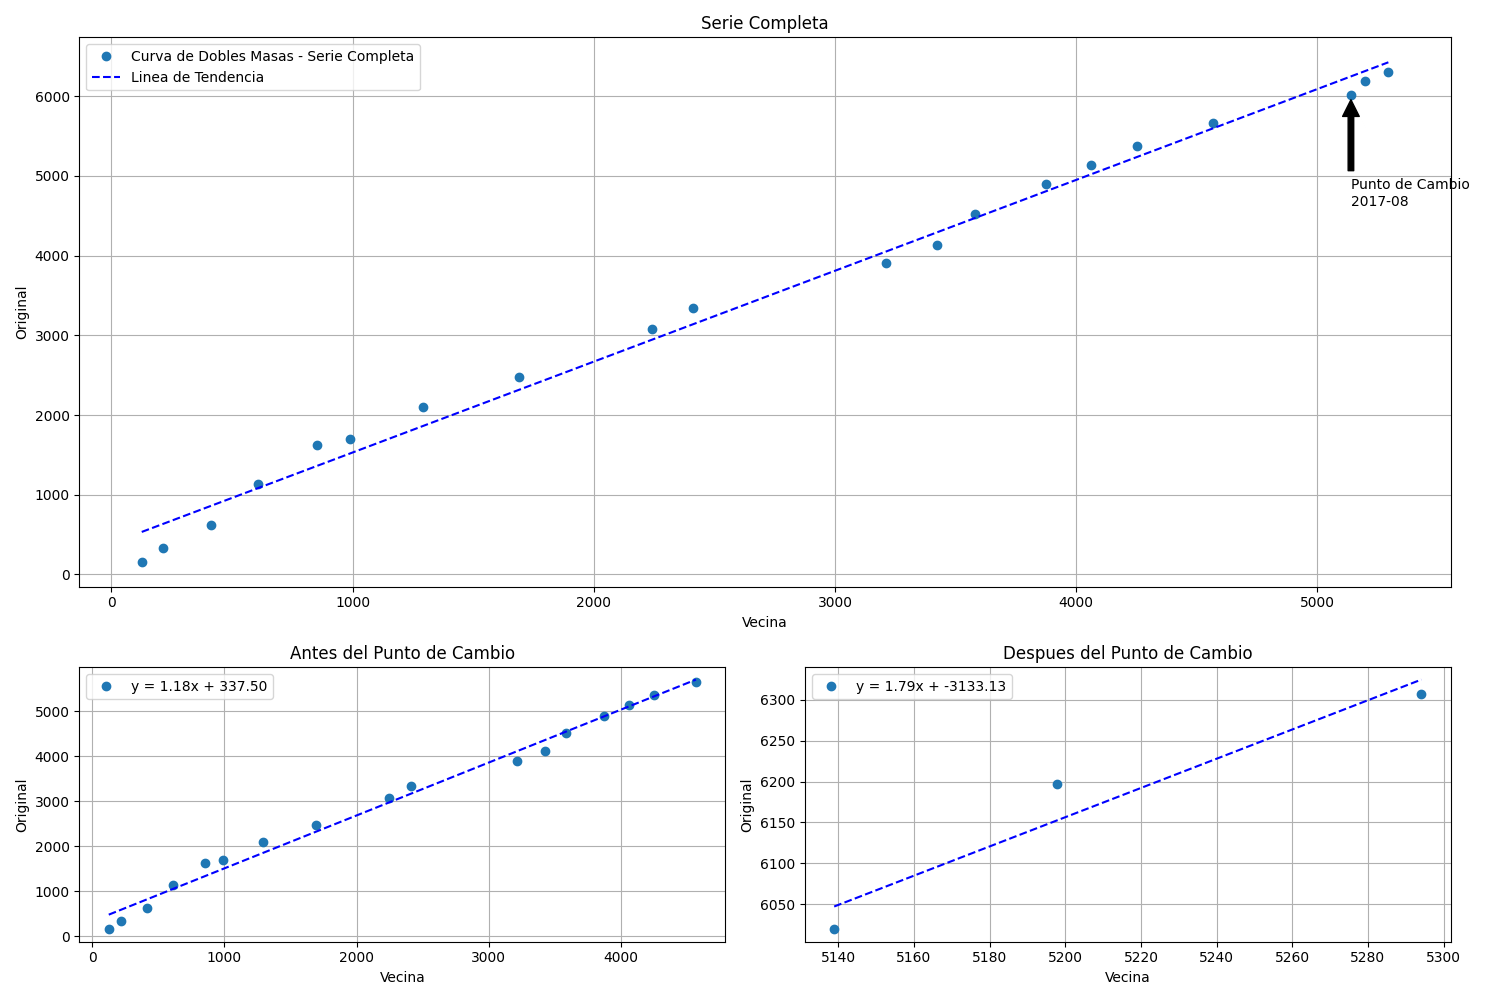 Serie Completa
Curva de Dobles Masas - Serie Completa
Linea de Tendencia
Original
6000
5000
4000
3000
2000
1000
0
Punto de Cambio
2017-08
0 1000 2000 3000 4000 5000
Vecina
Antes del Punto de Cambio
y = 1.18x + 337.50
Original
5000
4000
3000
2000
1000
0
0 1000 2000 3000 4000
Vecina
Despues del Punto de Cambio
y = 1.79x + -3133.13
Original
6300
6250
6200
6150
6100
6050
5140 5160 5180 5200 5220 5240 5260 5280 5300
Vecina